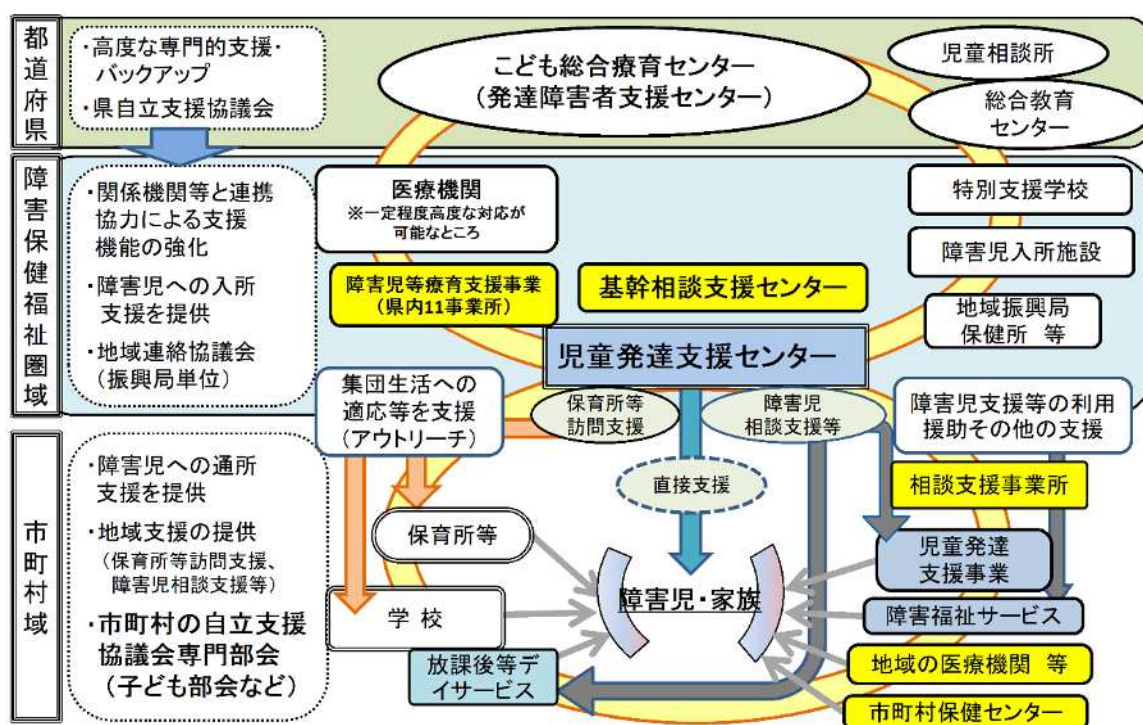 都道府県
・高度な専門的支援・
バックアップ
・県自立支援協議会
こども総合療育センター
(発達障害者支援センター)
児童相談所
総合教育
センター
障害保健福祉圏域
・関係機関等と連携
協力による支援
機能の強化
・障害児への入所
支援を提供
・地域連絡協議会
(振興局単位)
医療機関
※一定程度高度な対応が
可能なところ
障害児等療育支援事業
(県内11事業所)
基幹相談支援センター
特別支援学校
障害児入所施設
地域振興局
保健所 等
児童発達支援センター
集団生活への
適応等を支援
(アウトリーチ)
保育所等
訪問支援
障害児
相談支援等
障害児支援等の利用
援助その他の支援
市町村域
・障害児への通所
支援を提供
・地域支援の提供
(保育所等訪問支援、
障害児相談支援等)
・市町村の自立支援
協議会専門部会
(子ども部会など)
直接支援
相談支援事業所
保育所等
児童発達
支援事業
障害児・家族
学 校
障害福祉サービス
放課後等デ
イサービス
地域の医療機関 等
市町村保健センター